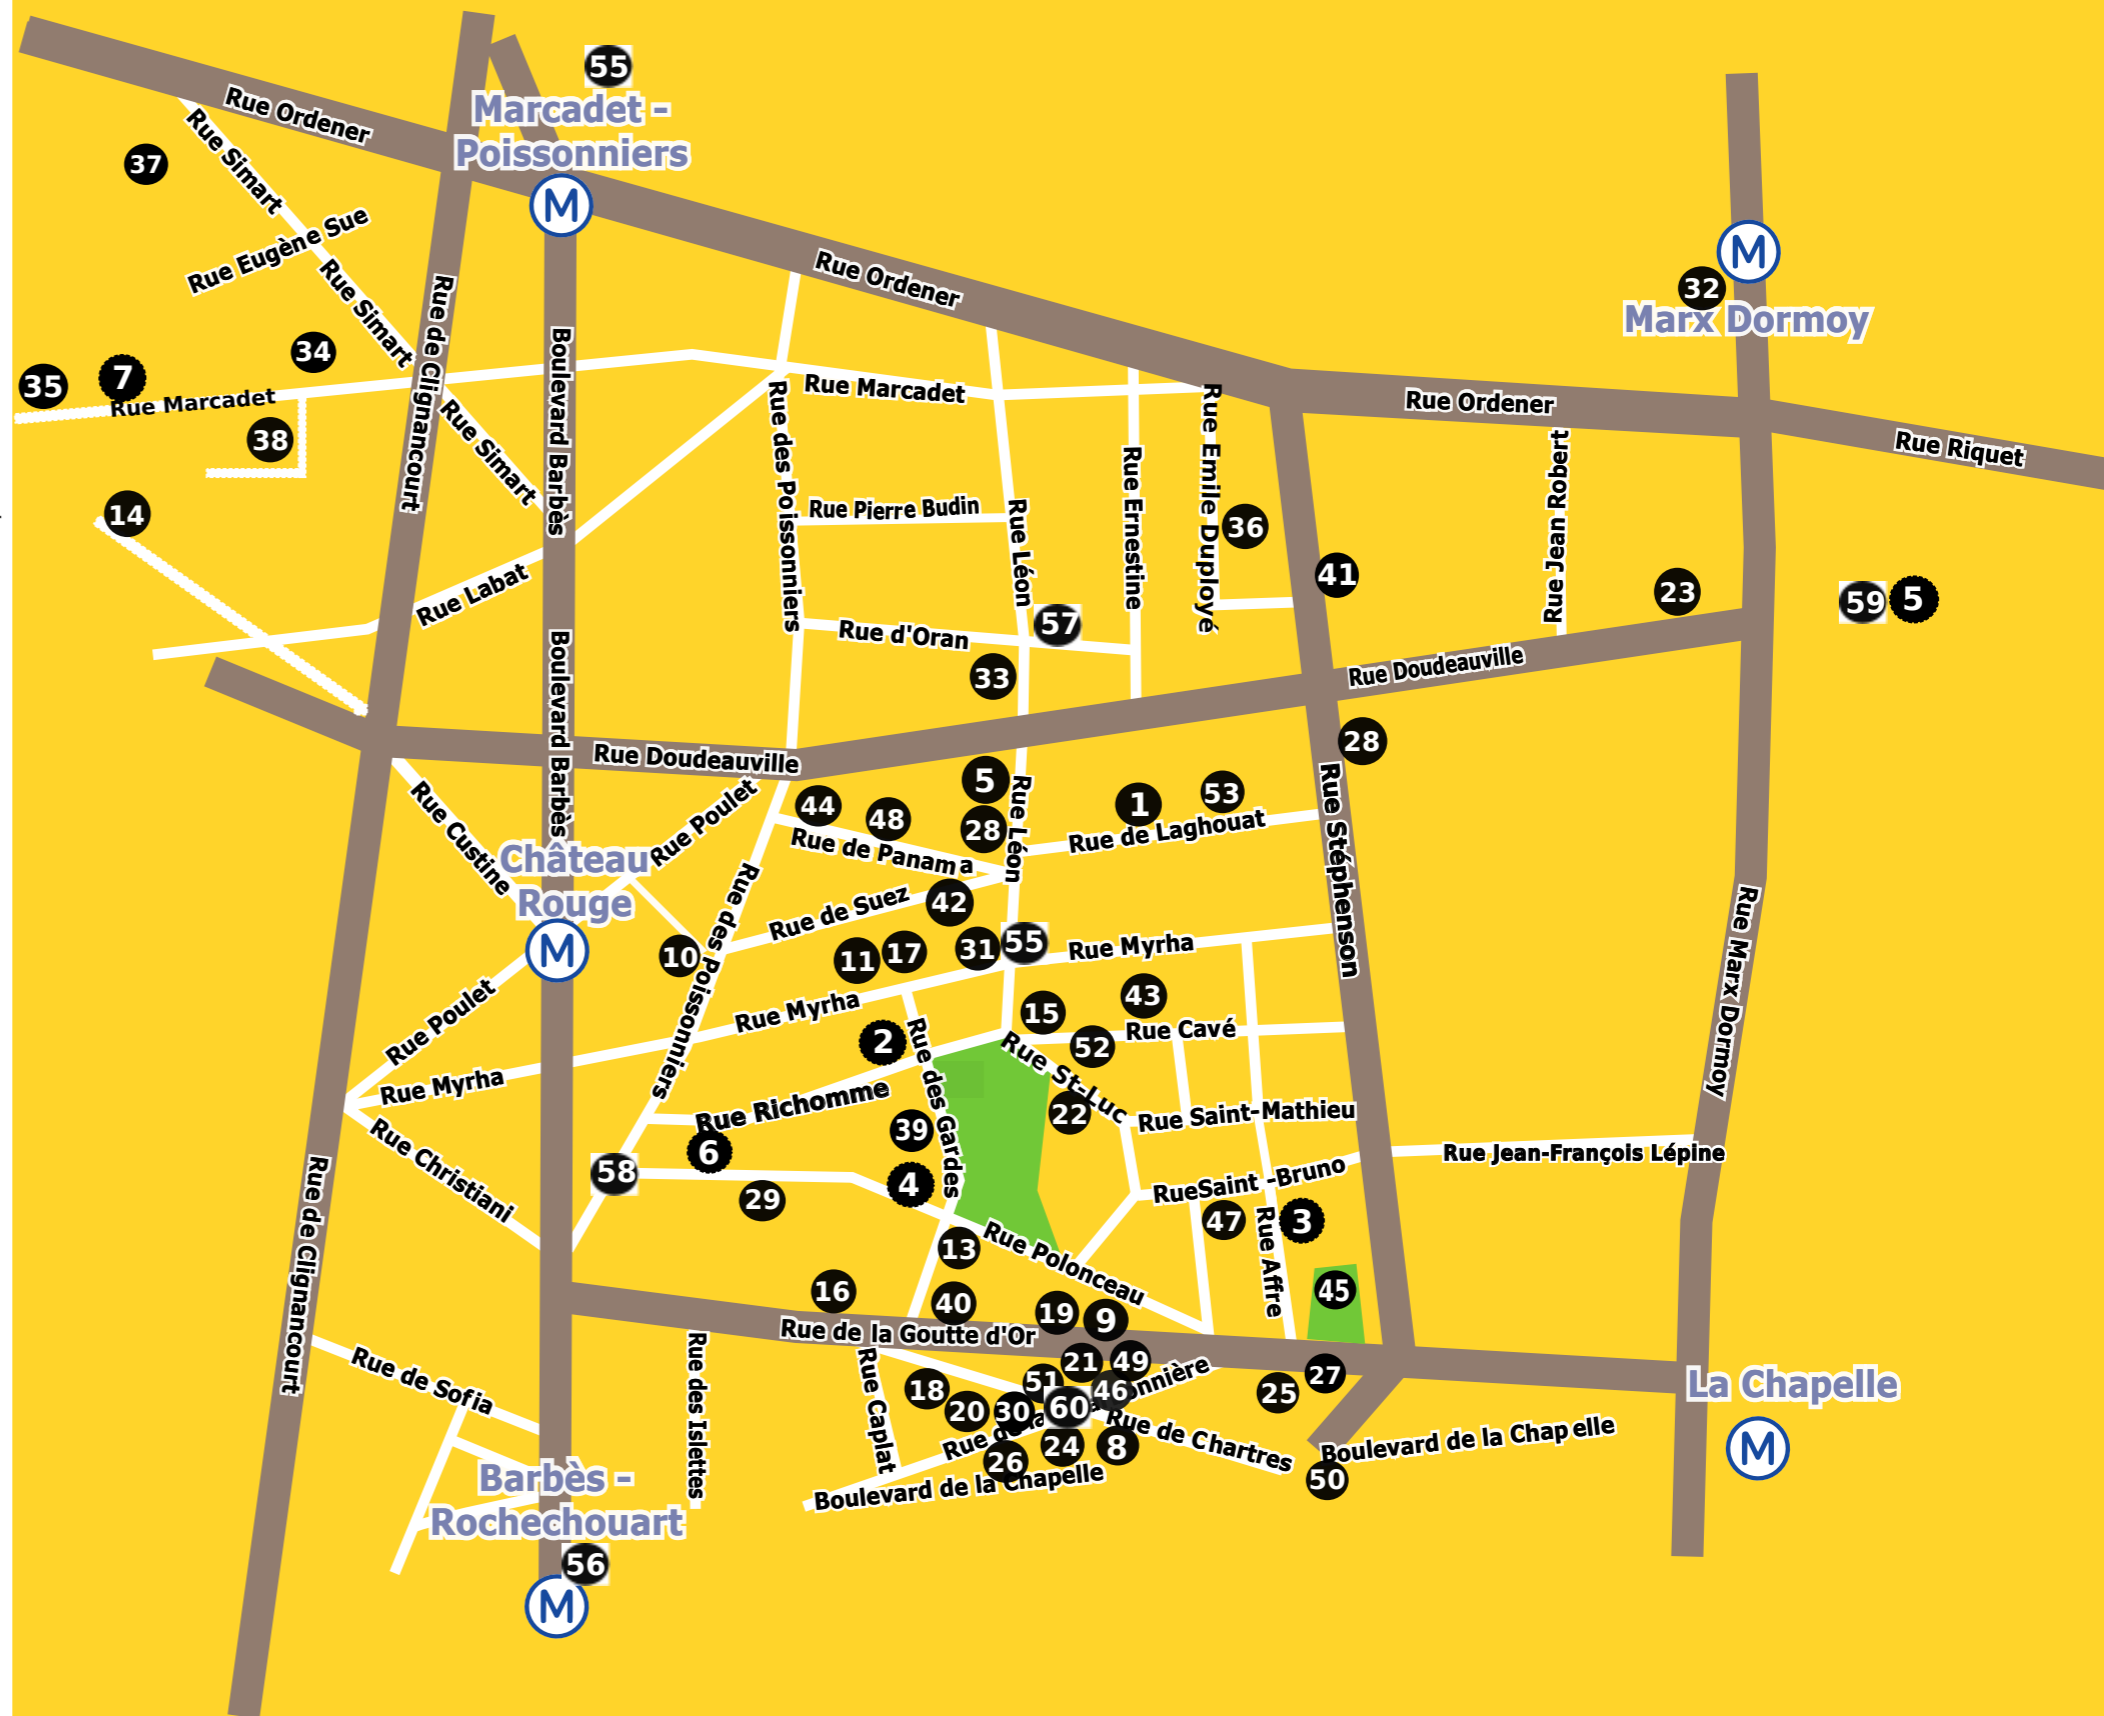 55
Marcadet -
Poissonniers
M
Rue Ordener
37
Rue Simart
Rue Eugène Sue
Rue Simart
Rue de Clignancourt
Rue Ordener
M
32
Marx Dormoy
34
7
35
Rue Marcadet
38
Rue Simart
Boulevard Barbès
Rue Marcadet
Rue des Poissonniers
Rue Emile Duployé
Rue Ordener
Rue Riquet
Rue Jean Robert
Rue Ernestine
Rue Pierre Budin
Rue Léon
36
14
41
23
59
5
Rue Labat
57
Rue d'Oran
33
Rue Doudeauville
Boulevard Barbès
Rue Doudeauville
28
Rue Custine
Rue Poulet
44
48
5
28
Rue Léon
1
53
Rue de Laghouat
Rue Stéphenson
Rue de Panama
Château
Rouge
M
Rue des Poissonniers
Rue de Suez
42
10
11
17
31
55
Rue Myrha
Rue Marx Dormoy
Rue Poulet
Rue Myrha
43
15
2
Rue des Gardes
Rue Cavé
52
Rue St-Luc
Rue Myrha
Rue Richomme
22
Rue Saint-Mathieu
39
6
Rue Christiani
Rue Jean-François Lépine
58
4
29
RueSaint -Bruno
47
3
Rue Affre
Rue de Clignancourt
13
Rue Polonceau
16
40
45
19
9
Rue de la Goutte d'Or
Rue des Islettes
Rue Caplat
21
49
27
25
La Chapelle
M
Rue de Sofia
18
51
46
onnière
20
30
60
Rue de la
Rue de Chartres
24
8
26
Boulevard de la Chapelle
Boulevard de la Chapelle
50
Barbès -
Rochechouart
56
M